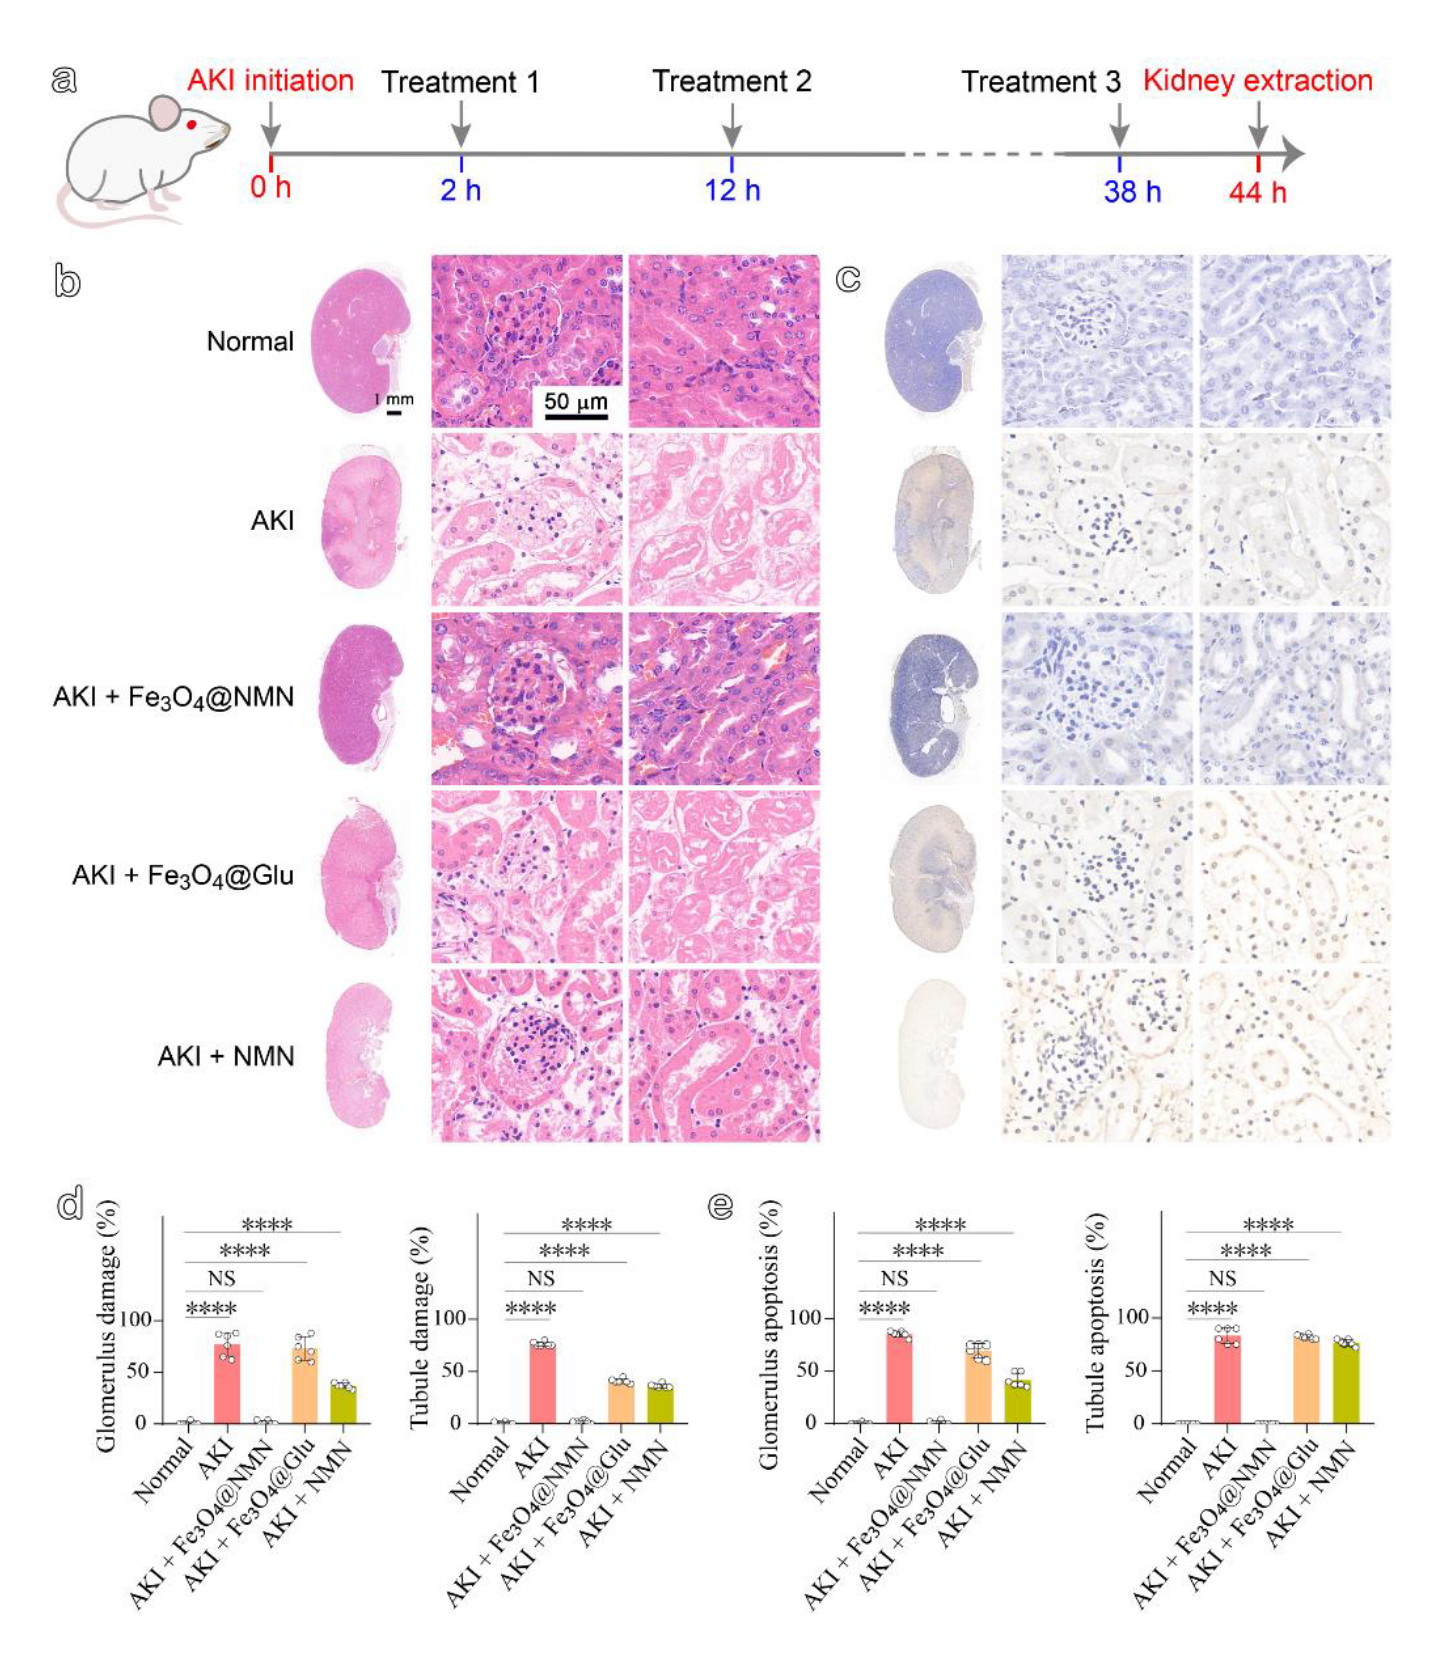 a
AKI initiation Treatment 1 Treatment 2 Treatment 3 Kidney extraction
0 h 2 h 12 h 38 h 44 h
b c
Normal
1 mm
50 μm
AKI
AKI + Fe₃O₄@NMN
AKI + Fe₃O₄@Glu
AKI + NMN
d
Glomerulus damage (%)
****
****
NS
****
100
50
0
Normal
AKI
AKI + Fe₃O₄@NMN
AKI + Fe₃O₄@Glu
AKI + NMN
Tubule damage (%)
****
****
NS
****
100
50
0
Normal
AKI
AKI + Fe₃O₄@NMN
AKI + Fe₃O₄@Glu
AKI + NMN
e
Glomerulus apoptosis (%)
****
****
NS
****
100
50
0
Normal
AKI
AKI + Fe₃O₄@NMN
AKI + Fe₃O₄@Glu
AKI + NMN
Tubule apoptosis (%)
****
****
NS
****
100
50
0
Normal
AKI
AKI + Fe₃O₄@NMN
AKI + Fe₃O₄@Glu
AKI + NMN